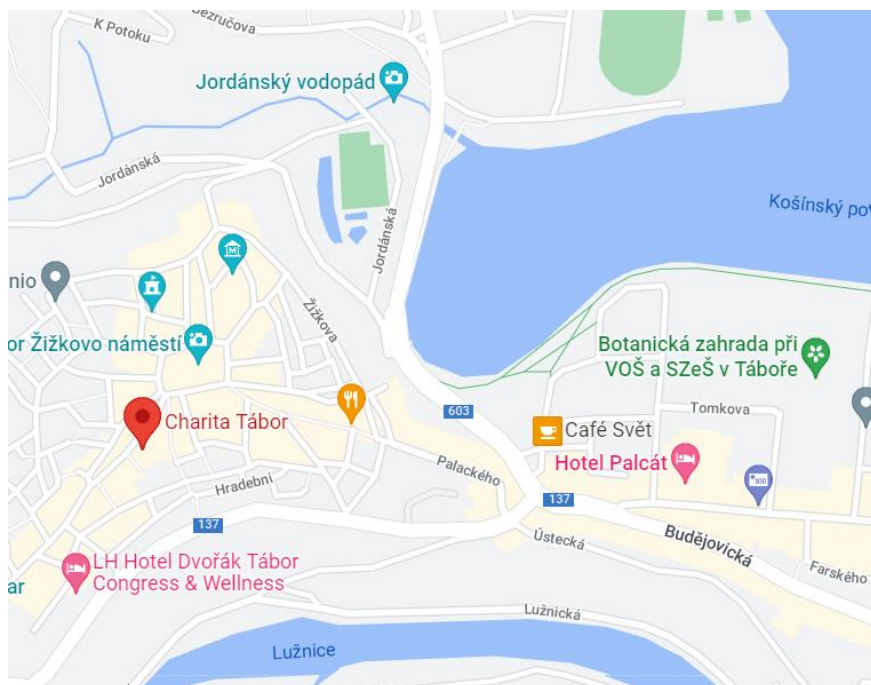 Bezručova
K Potoku
Jordánský vodopád
Jordánská
Košínský pov
Jordánská
nio
Žižkova
or Žižkovo náměstí
Botanická zahrada při
VOŠ a SZeŠ v Táboře
603
Tomkova
Charita Tábor
Café Svět
Palackého
Hotel Palcát
Hradební
137
137
Ústecká
Budějovická
LH Hotel Dvořák Tábor
Congress & Wellness
ar
Farského
Lužnická
Lužnice